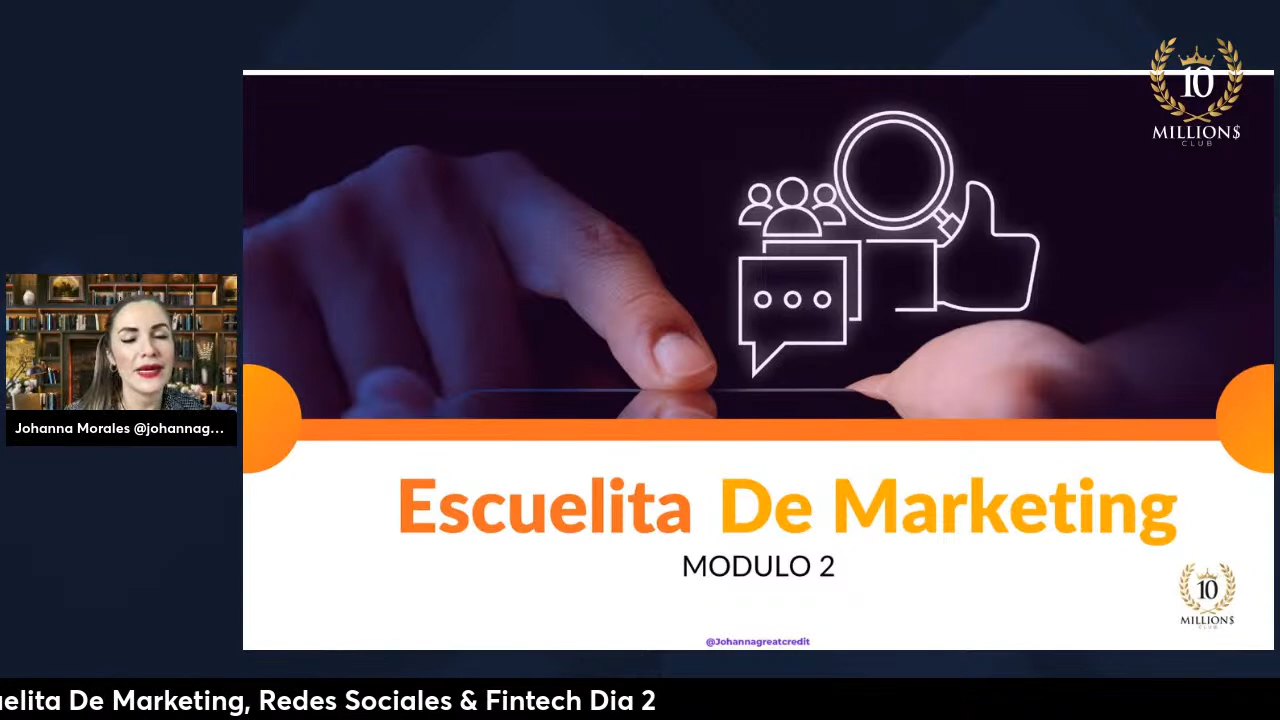 10
MILLION$
CLUB
Johanna Morales @johannag...
Escuelita De Marketing
MODULO 2
10
MILLION$
CLUB
@Johannagreatcredit
elita De Marketing, Redes Sociales & Fintech Dia 2